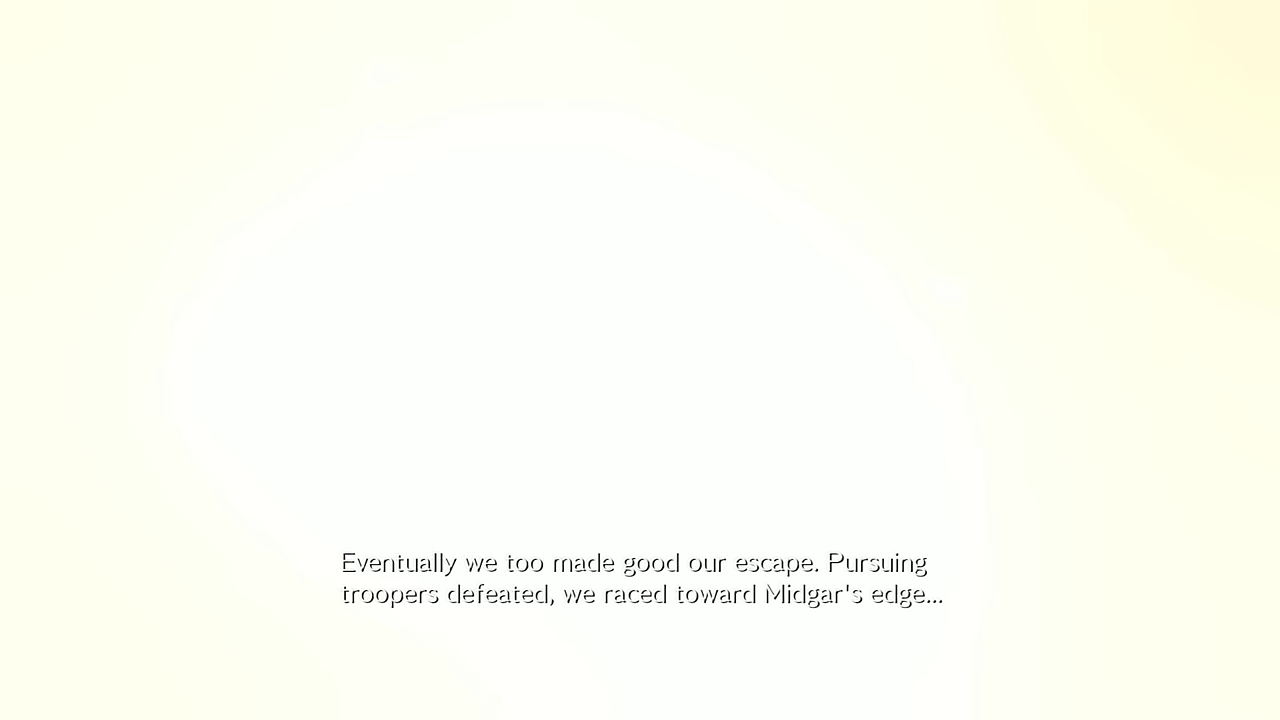 Eventually we too made good our escape. Pursuing
troopers defeated, we raced toward Midgar's edge...